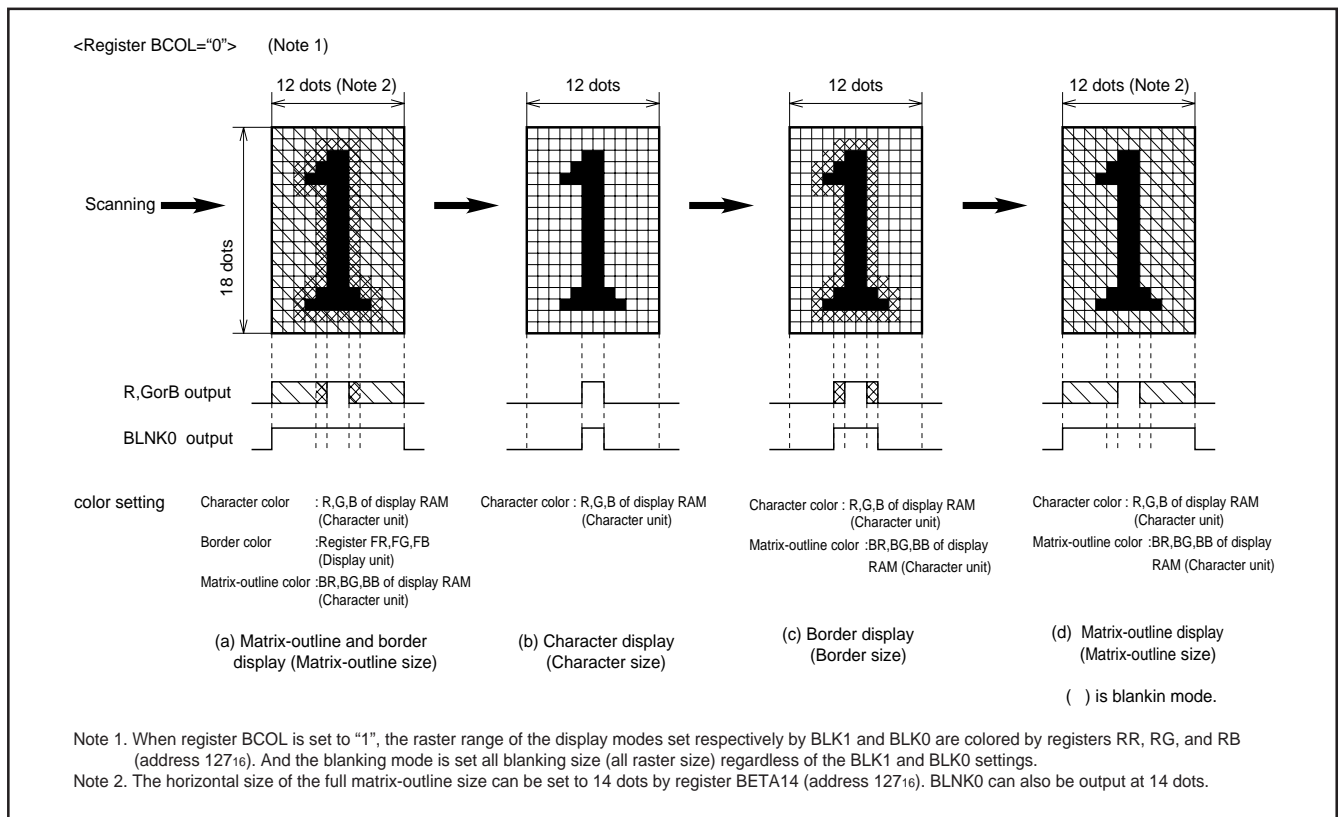 <Register BCOL=“0”> (Note 1)
12 dots (Note 2) 12 dots 12 dots 12 dots (Note 2)
Scanning
18 dots
R,GorB output
BLNK0 output
color setting
Character color : R,G,B of display RAM
(Character unit)
Border color :Register FR,FG,FB
(Display unit)
Matrix-outline color :BR,BG,BB of display RAM
(Character unit)
Character color : R,G,B of display RAM
(Character unit)
Character color : R,G,B of display RAM
(Character unit)
Matrix-outline color :BR,BG,BB of display
RAM (Character unit)
Character color : R,G,B of display RAM
(Character unit)
Matrix-outline color :BR,BG,BB of display
RAM (Character unit)
(a) Matrix-outline and border
display (Matrix-outline size)
(b) Character display
(Character size)
(c) Border display
(Border size)
(d) Matrix-outline display
(Matrix-outline size)
( ) is blankin mode.
Note 1. When register BCOL is set to “1”, the raster range of the display modes set respectively by BLK1 and BLK0 are colored by registers RR, RG, and RB
(address 12716). And the blanking mode is set all blanking size (all raster size) regardless of the BLK1 and BLK0 settings.
Note 2. The horizontal size of the full matrix-outline size can be set to 14 dots by register BETA14 (address 12716). BLNK0 can also be output at 14 dots.